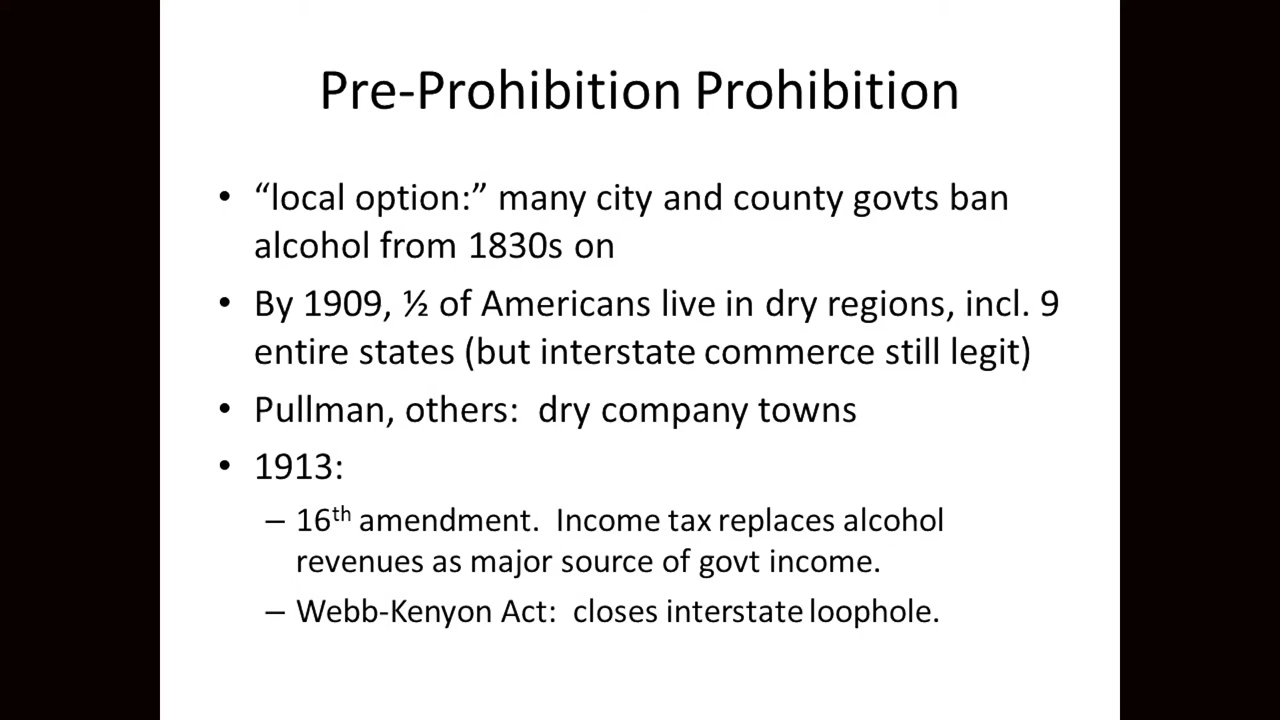 Pre-Prohibition Prohibition
• “local option:” many city and county govts ban
alcohol from 1830s on
• By 1909, ½ of Americans live in dry regions, incl. 9
entire states (but interstate commerce still legit)
• Pullman, others:  dry company towns
• 1913:
– 16th amendment.  Income tax replaces alcohol
revenues as major source of govt income.
– Webb-Kenyon Act:  closes interstate loophole.